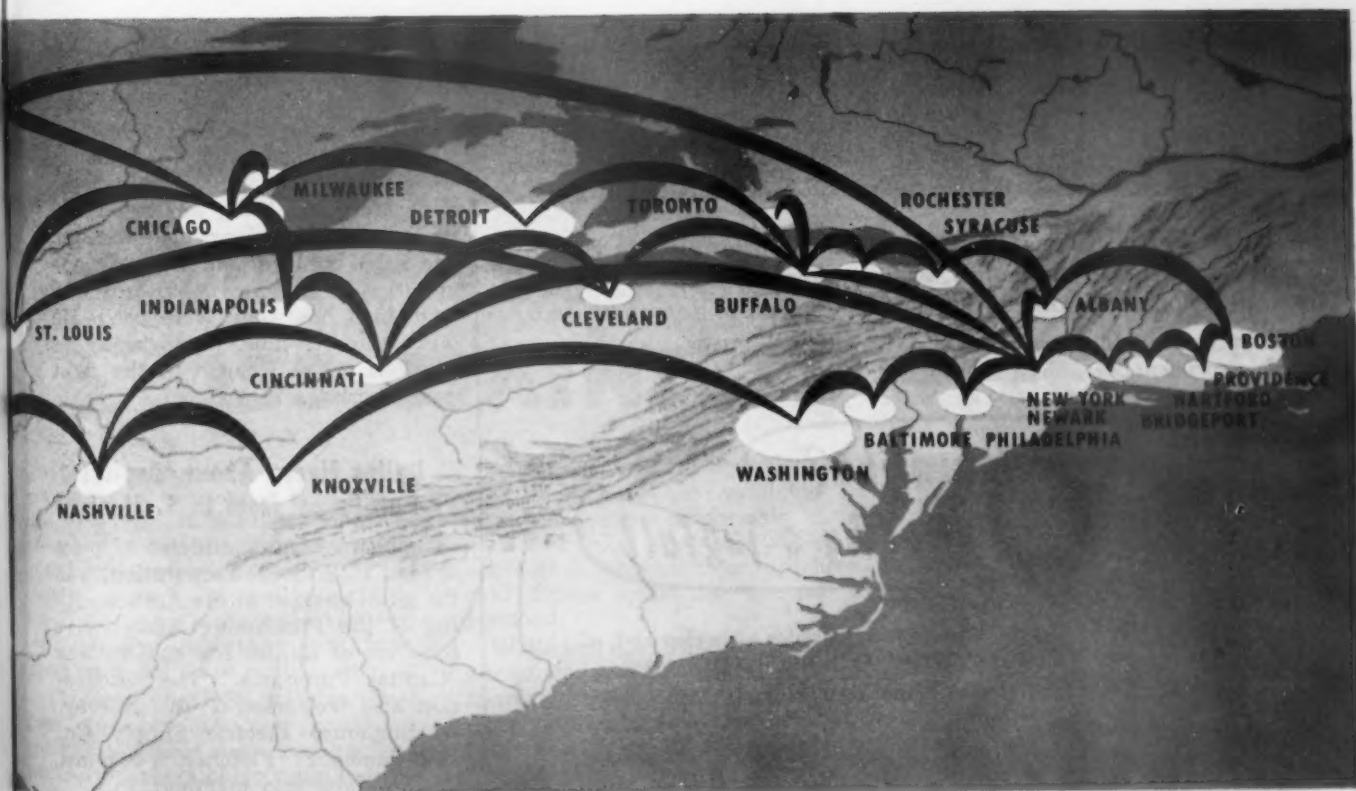 MILWAUKEE
ROCHESTER
TORONTO
DETROIT
CHICAGO
SYRACUSE
INDIANAPOLIS
BUFFALO
ALBANY
CLEVELAND
ST. LOUIS
BOSTON
CINCINNATI
PROVIDENCE
NEW YORK
HARTFORD
NEWARK
BRIDGEPORT
BALTIMORE
PHILADELPHIA
WASHINGTON
KNOXVILLE
NASHVILLE